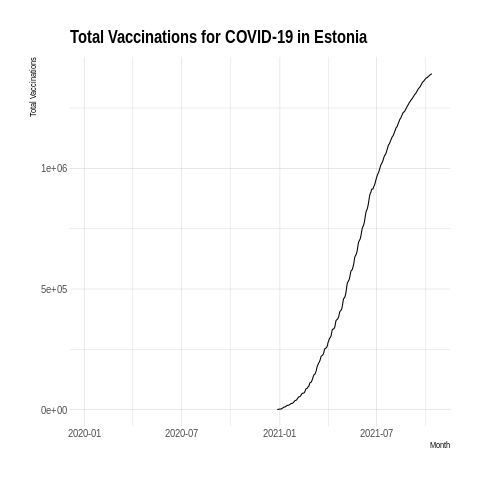 Total Vaccinations for COVID-19 in Estonia
Total Vaccinations
1e+06
5e+05
0e+00
2020-01 2020-07 2021-01 2021-07
Month